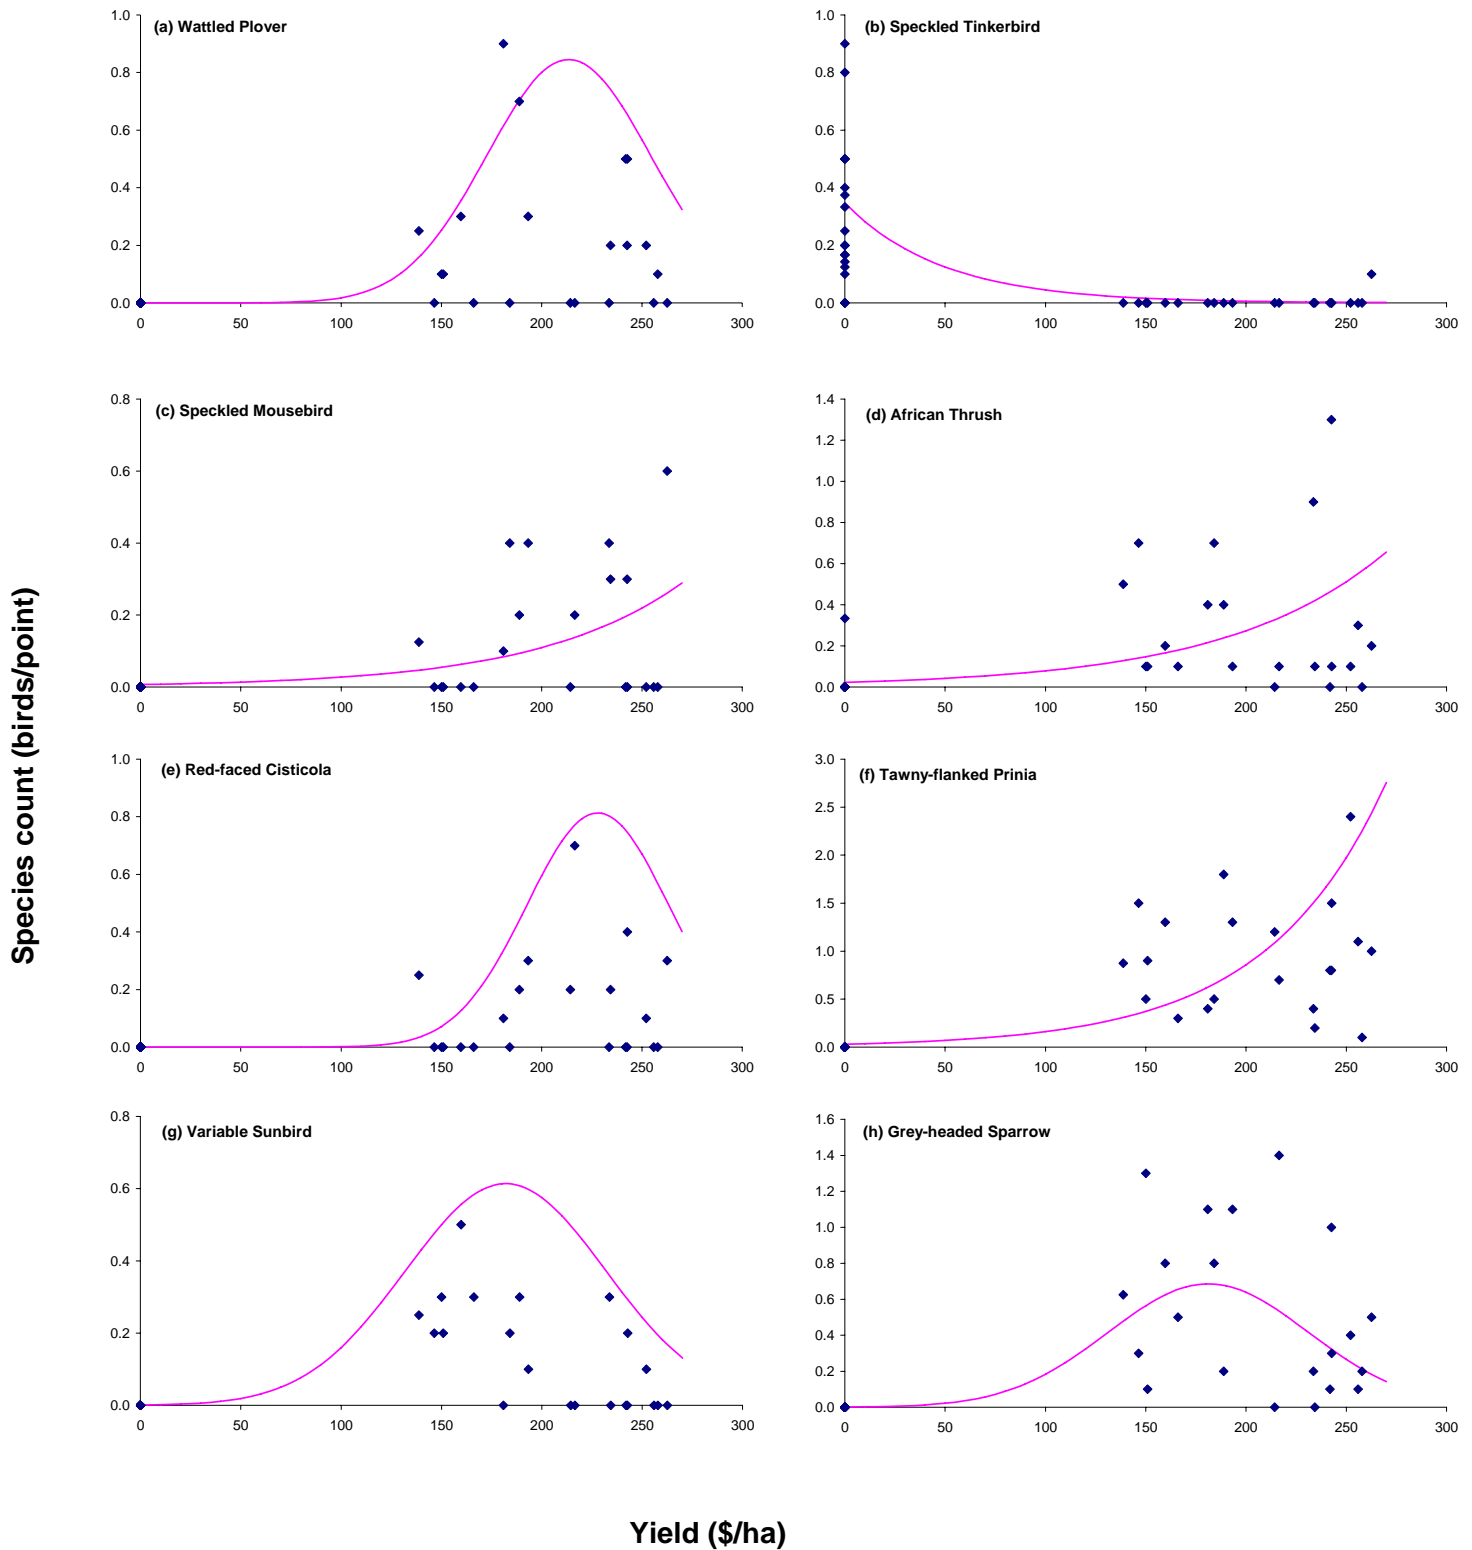 (a) Wattled Plover
1.0
0.8
0.6
0.4
0.2
0.0
0 50 100 150 200 250 300
(b) Speckled Tinkerbird
1.0
0.8
0.6
0.4
0.2
0.0
0 50 100 150 200 250 300
(c) Speckled Mousebird
0.8
0.6
0.4
0.2
0.0
0 50 100 150 200 250 300
(d) African Thrush
1.4
1.2
1.0
0.8
0.6
0.4
0.2
0.0
0 50 100 150 200 250 300
(e) Red-faced Cisticola
1.0
0.8
0.6
0.4
0.2
0.0
0 50 100 150 200 250 300
(f) Tawny-flanked Prinia
3.0
2.5
2.0
1.5
1.0
0.5
0.0
0 50 100 150 200 250 300
(g) Variable Sunbird
0.8
0.6
0.4
0.2
0.0
0 50 100 150 200 250 300
(h) Grey-headed Sparrow
1.6
1.4
1.2
1.0
0.8
0.6
0.4
0.2
0.0
0 50 100 150 200 250 300
Species count (birds/point)
Yield ($/ha)